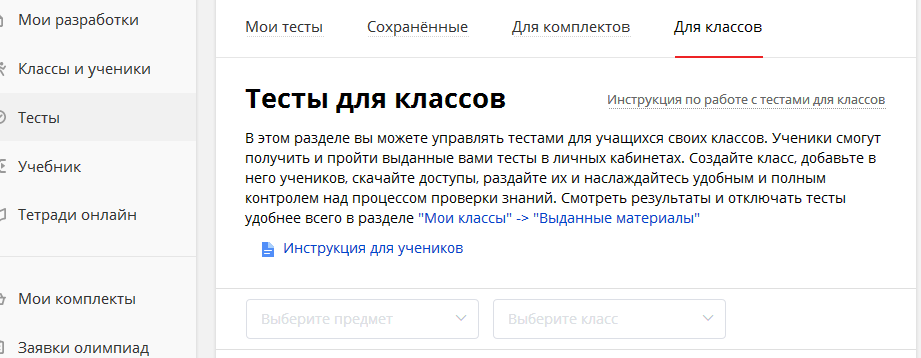 Мои разработки
Классы и ученики
Тесты
Учебник
Тетради онлайн
Мои комплекты
Заявки олимпиад
Мои тесты Сохранённые Для комплектов Для классов
Тесты для классов
Инструкция по работе с тестами для классов
В этом разделе вы можете управлять тестами для учащихся своих классов. Ученики смогут
получить и пройти выданные вами тесты в личных кабинетах. Создайте класс, добавьте в
него учеников, скачайте доступы, раздайте их и наслаждайтесь удобным и полным
контролем над процессом проверки знаний. Смотреть результаты и отключать тесты
удобнее всего в разделе "Мои классы" -> "Выданные материалы"
Инструкция для учеников
Выберите предмет Выберите класс